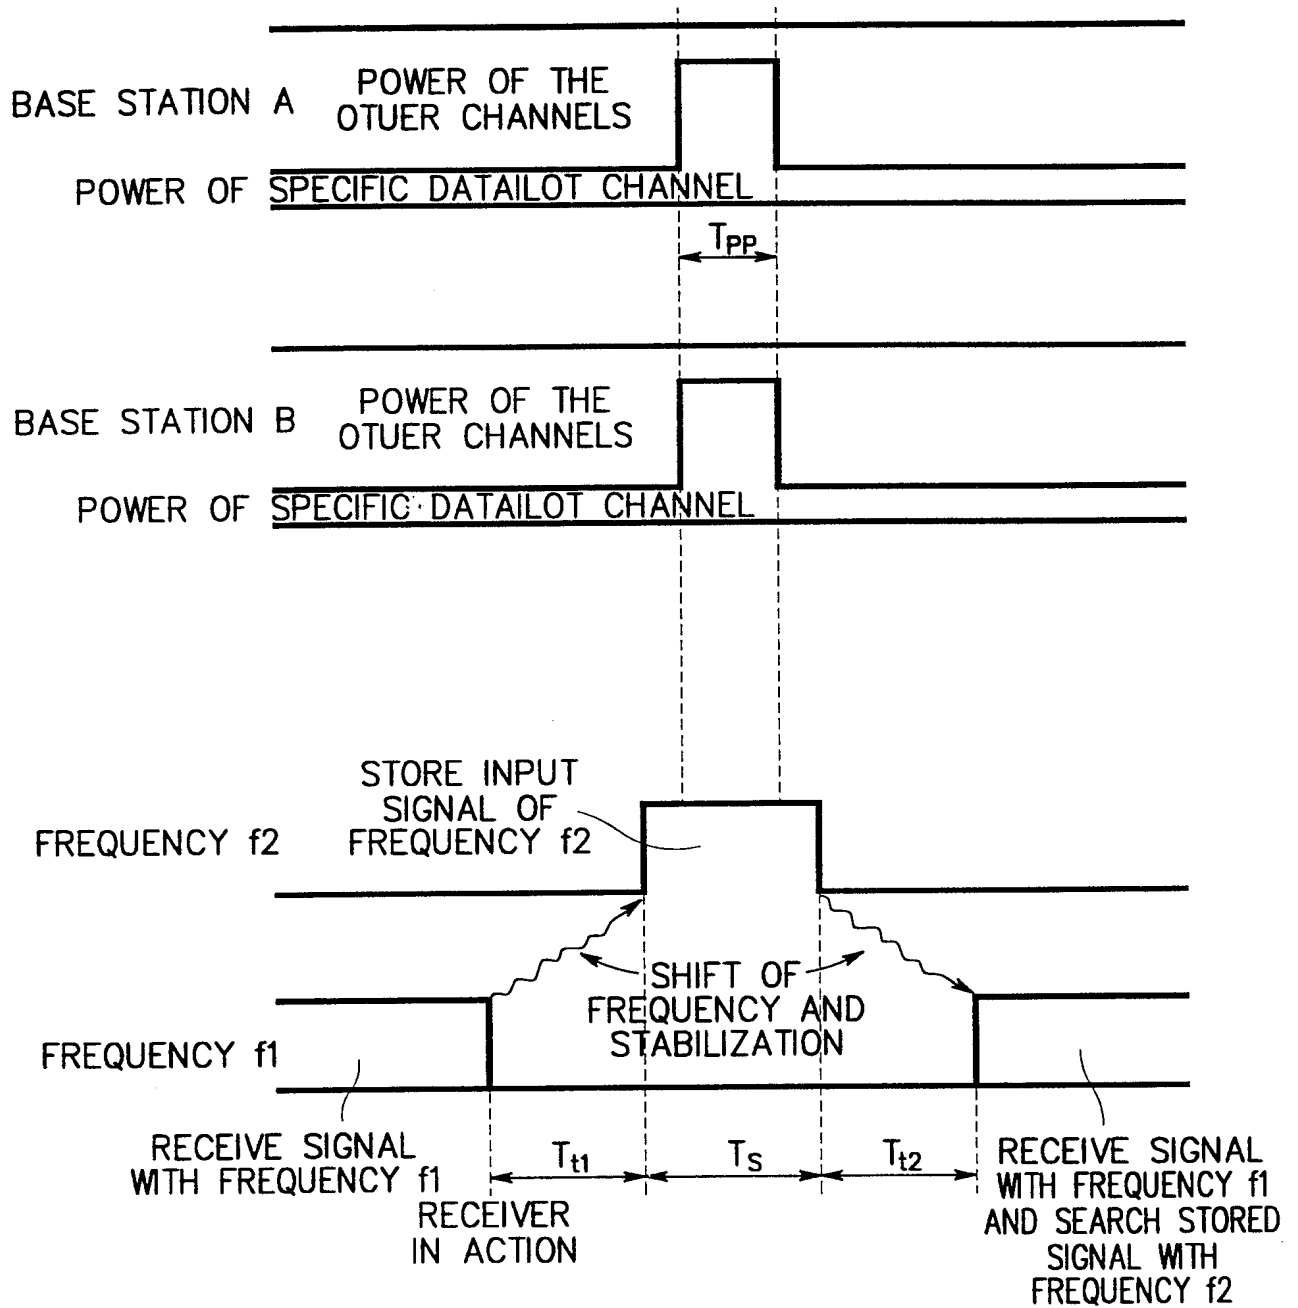 BASE STATION A
POWER OF THE
OTUER CHANNELS
POWER OF SPECIFIC DATAILOT CHANNEL
TPP
BASE STATION B
POWER OF THE
OTUER CHANNELS
POWER OF SPECIFIC DATAILOT CHANNEL
STORE INPUT
SIGNAL OF
FREQUENCY f2
FREQUENCY f2
SHIFT OF
FREQUENCY AND
STABILIZATION
FREQUENCY f1
RECEIVE SIGNAL
WITH FREQUENCY f1
Tt1
TS
Tt2
RECEIVER
IN ACTION
RECEIVE SIGNAL
WITH FREQUENCY f1
AND SEARCH STORED
SIGNAL WITH
FREQUENCY f2